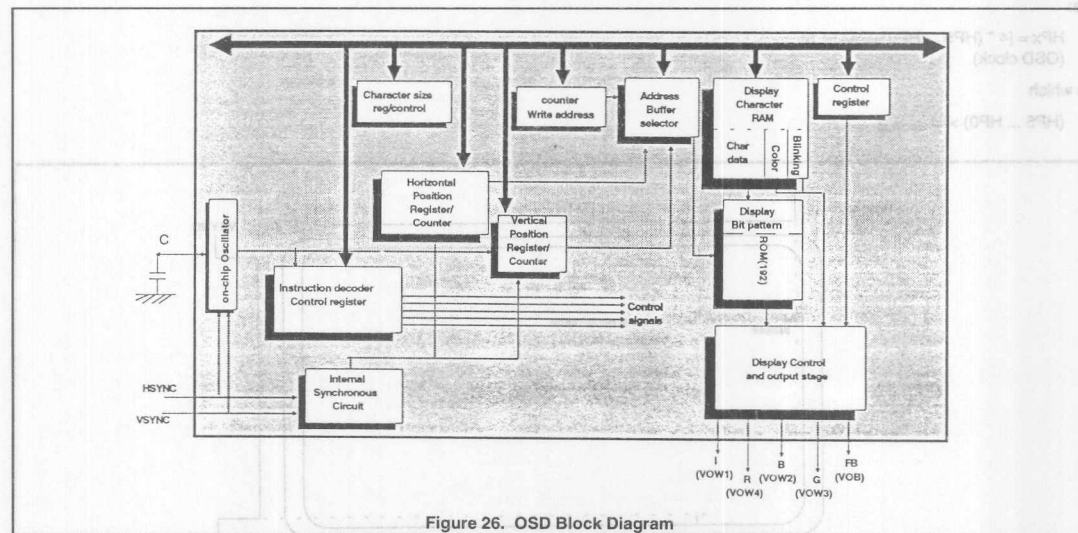 Character size
reg/control
counter
Write address
Address
Buffer
selector
Display
Character
RAM
Char
data
Color
Blinking
Control
register
Horizontal
Position
Register/
Counter
Vertical
Position
Register/
Counter
Display
Bit pattern
ROM(192)
C
on-chip Oscillator
Instruction decoder
Control register
Control
signals
Display Control
and output stage
HSYNC
VSYNC
Internal
Synchronous
Circuit
I
(VOW1)
R
(VOW4)
B
(VOW2)
G
(VOW3)
FB
(VOB)
Figure 26. OSD Block Diagram